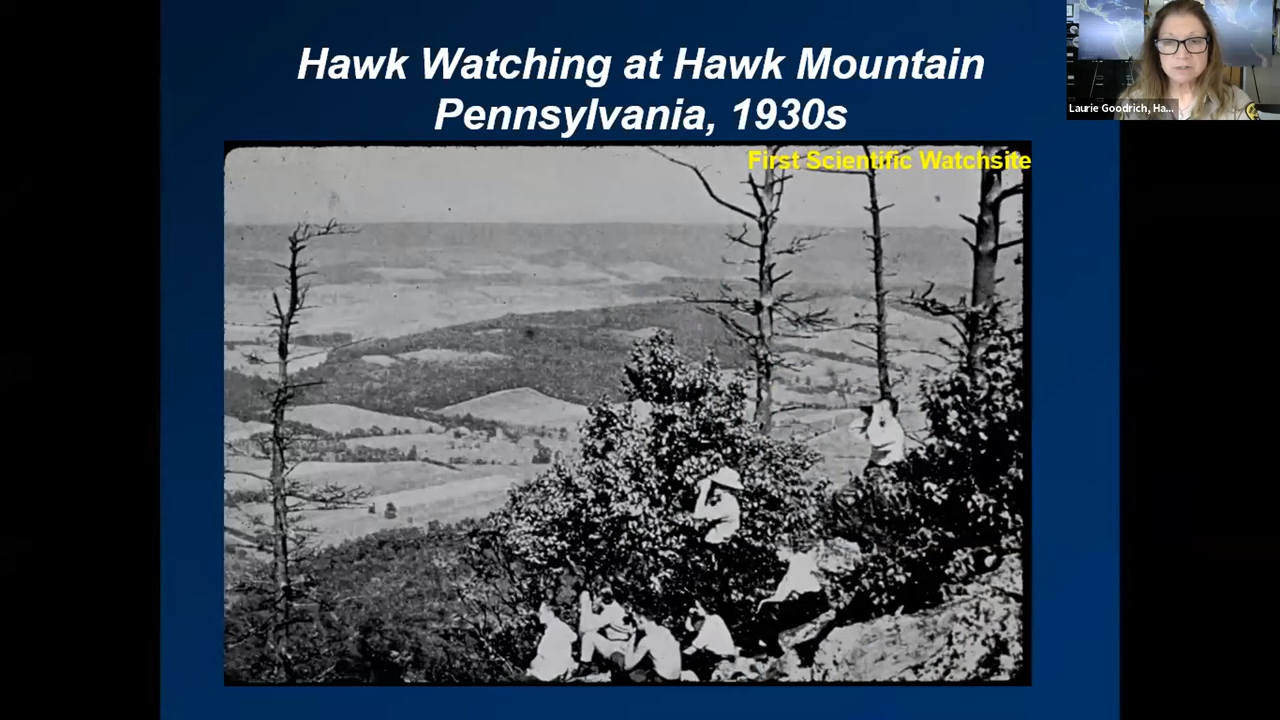 Hawk Watching at Hawk Mountain
Pennsylvania, 1930s
First Scientific Watchsite
Laurie Goodrich, Ha...